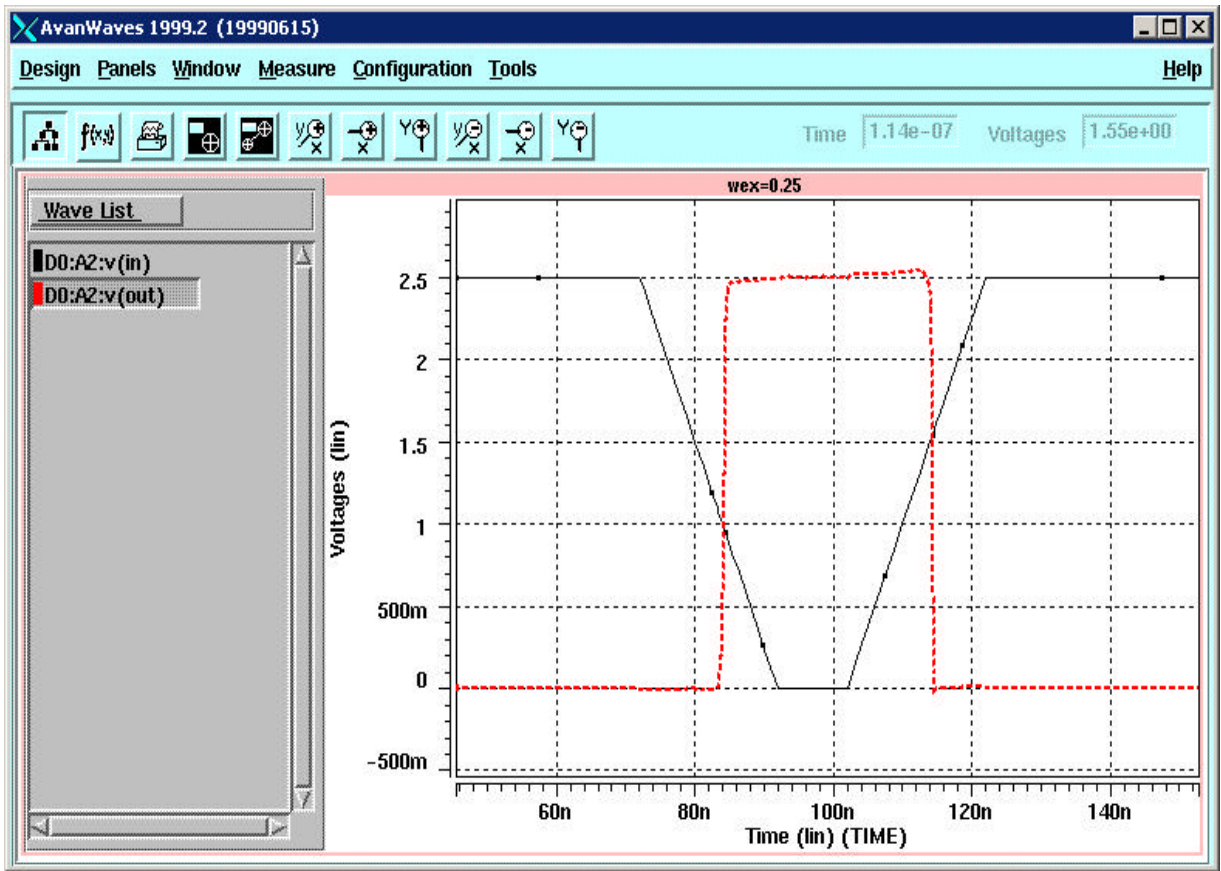 AvanWaves 1999.2 (19990615)
Design Panels Window Measure Configuration Tools Help
f(x,y) y x x Y y x x Y Time 1.14e-07 Voltages 1.55e+00
wex=0.25
Wave List
D0:A2:v(in)
D0:A2:v(out)
2.5
2
1.5
1
500m
0
-500m
Voltages (lin)
60n 80n 100n 120n 140n
Time (lin) (TIME)